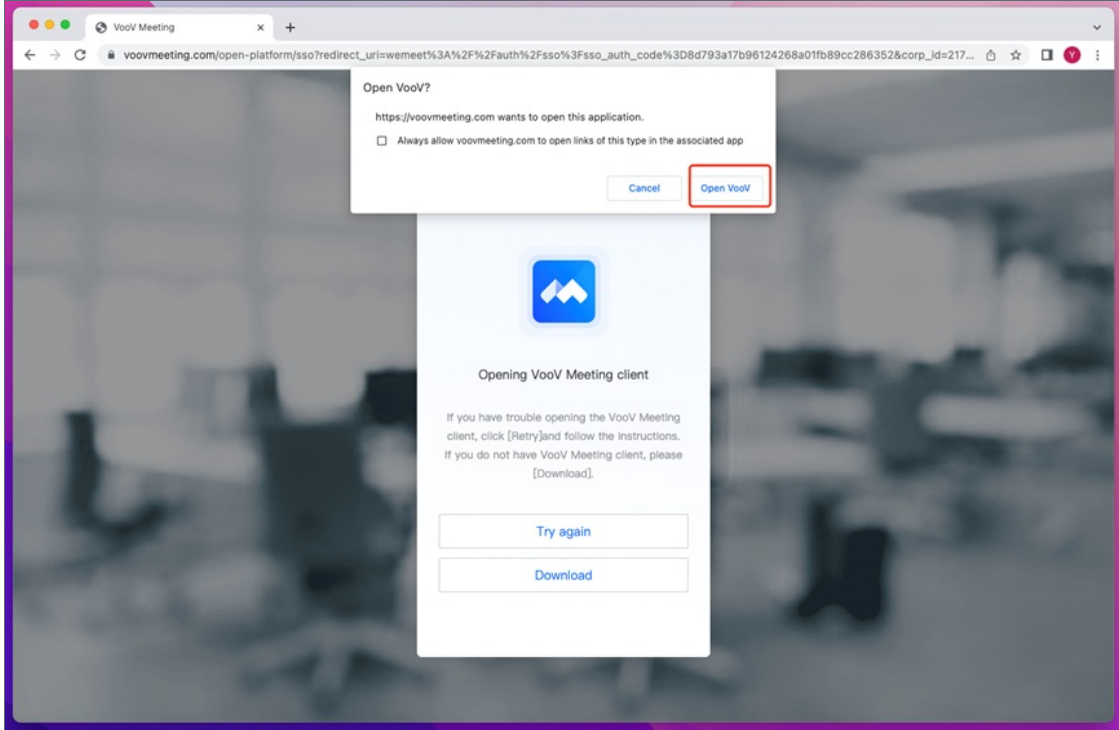 VooV Meeting
voovmeeting.com/open-platform/sso?redirect_uri=wemeet%3A%2F%2Fauth%2Fsso%3Fsso_auth_code%3D8d793a17b96124268a01fb89cc286352&corp_id=217...
Y
Open VooV?
https://voovmeeting.com wants to open this application.
Always allow voovmeeting.com to open links of this type in the associated app
Cancel
Open VooV
Opening VooV Meeting client
If you have trouble opening the VooV Meeting
client, click [Retry]and follow the instructions.
If you do not have VooV Meeting client, please
[Download].
Try again
Download